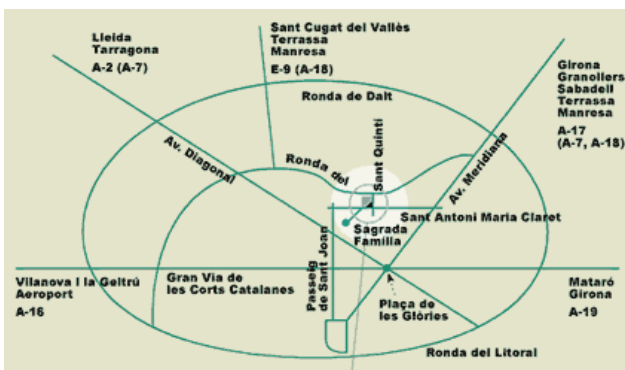 Lleida
Tarragona
A-2 (A-7)
Sant Cugat del Vallès
Terrassa
Manresa
E-9 (A-18)
Girona
Granollers
Sabadell
Terrassa
Manresa
A-17
(A-7, A-18)
Ronda de Dalt
Av. Diagonal
Ronda del
Sant Quintí
Av. Meridiana
Sant Antoni Maria Claret
Sagrada
Família
Passeig
de Sant Joan
Vilanova I la Geltrú
Aeroport
A-16
Gran Via de
les Corts Catalanes
Plaça de
les Glòries
Mataró
Girona
A-19
Ronda del Litoral